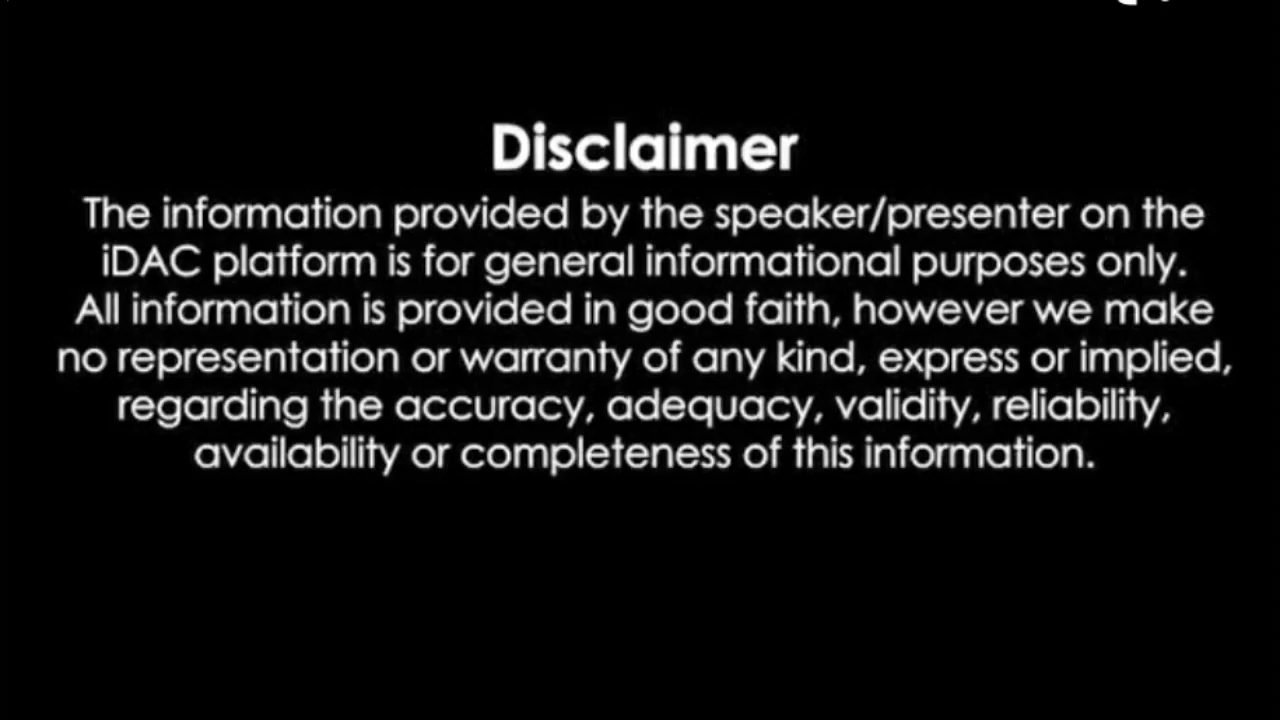 Disclaimer
The information provided by the speaker/presenter on the
iDAC platform is for general informational purposes only.
All information is provided in good faith, however we make
no representation or warranty of any kind, express or implied,
regarding the accuracy, adequacy, validity, reliability,
availability or completeness of this information.